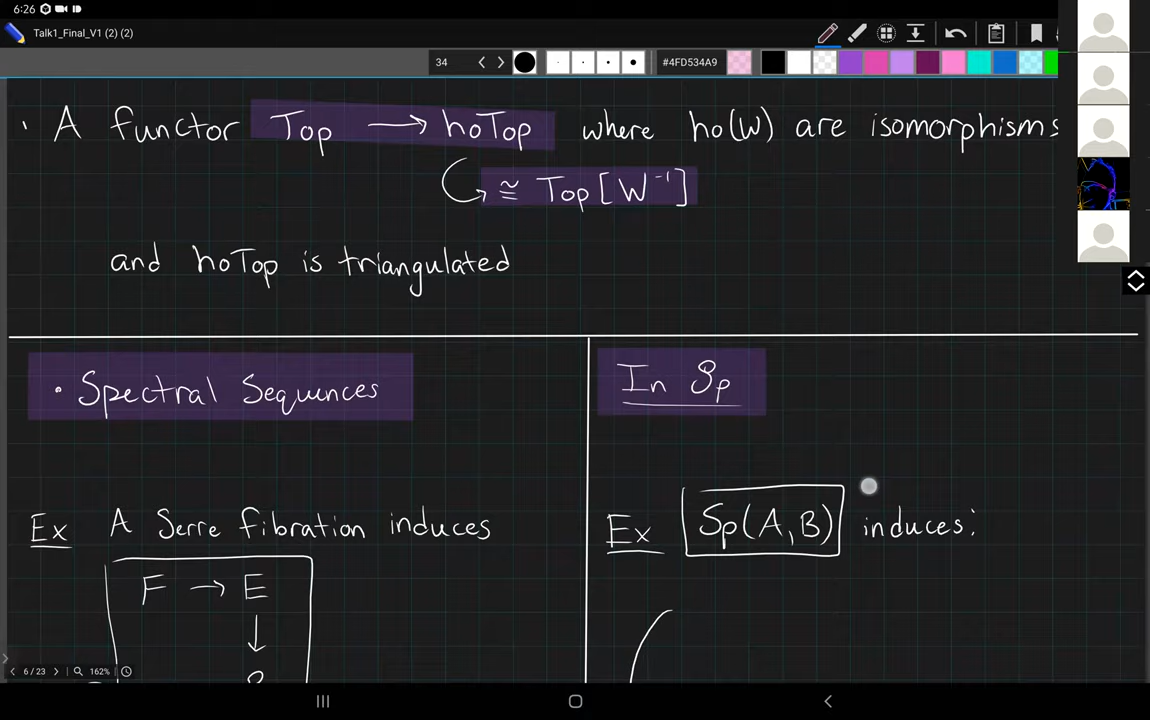 6:26
Talk1_Final_V1 (2) (2)
34
#4FD534A9
· A functor Top → hoTop where ho(W) are isomorphisms
≅ Top[W⁻¹]
and hoTop is triangulated
· Spectral Sequences
Ex A Serre fibration induces
F → E
↓
In Sp
Ex Sp(A,B) induces:
6 / 23
162%